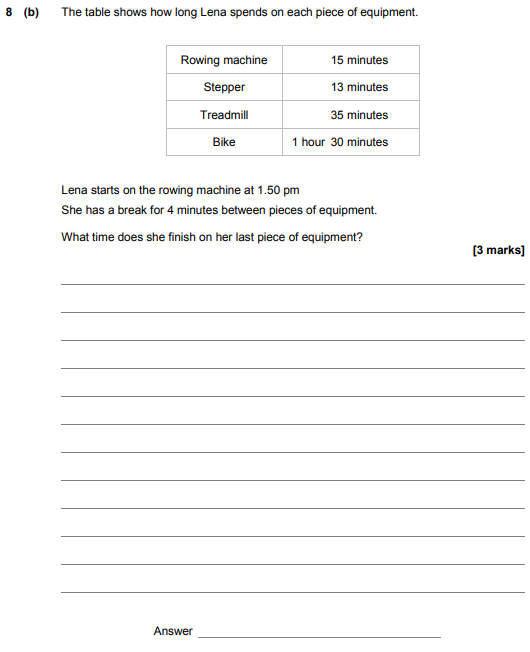 8 (b) The table shows how long Lena spends on each piece of equipment.
Rowing machine 15 minutes
Stepper 13 minutes
Treadmill 35 minutes
Bike 1 hour 30 minutes
Lena starts on the rowing machine at 1.50 pm
She has a break for 4 minutes between pieces of equipment.
What time does she finish on her last piece of equipment?
[3 marks]
Answer